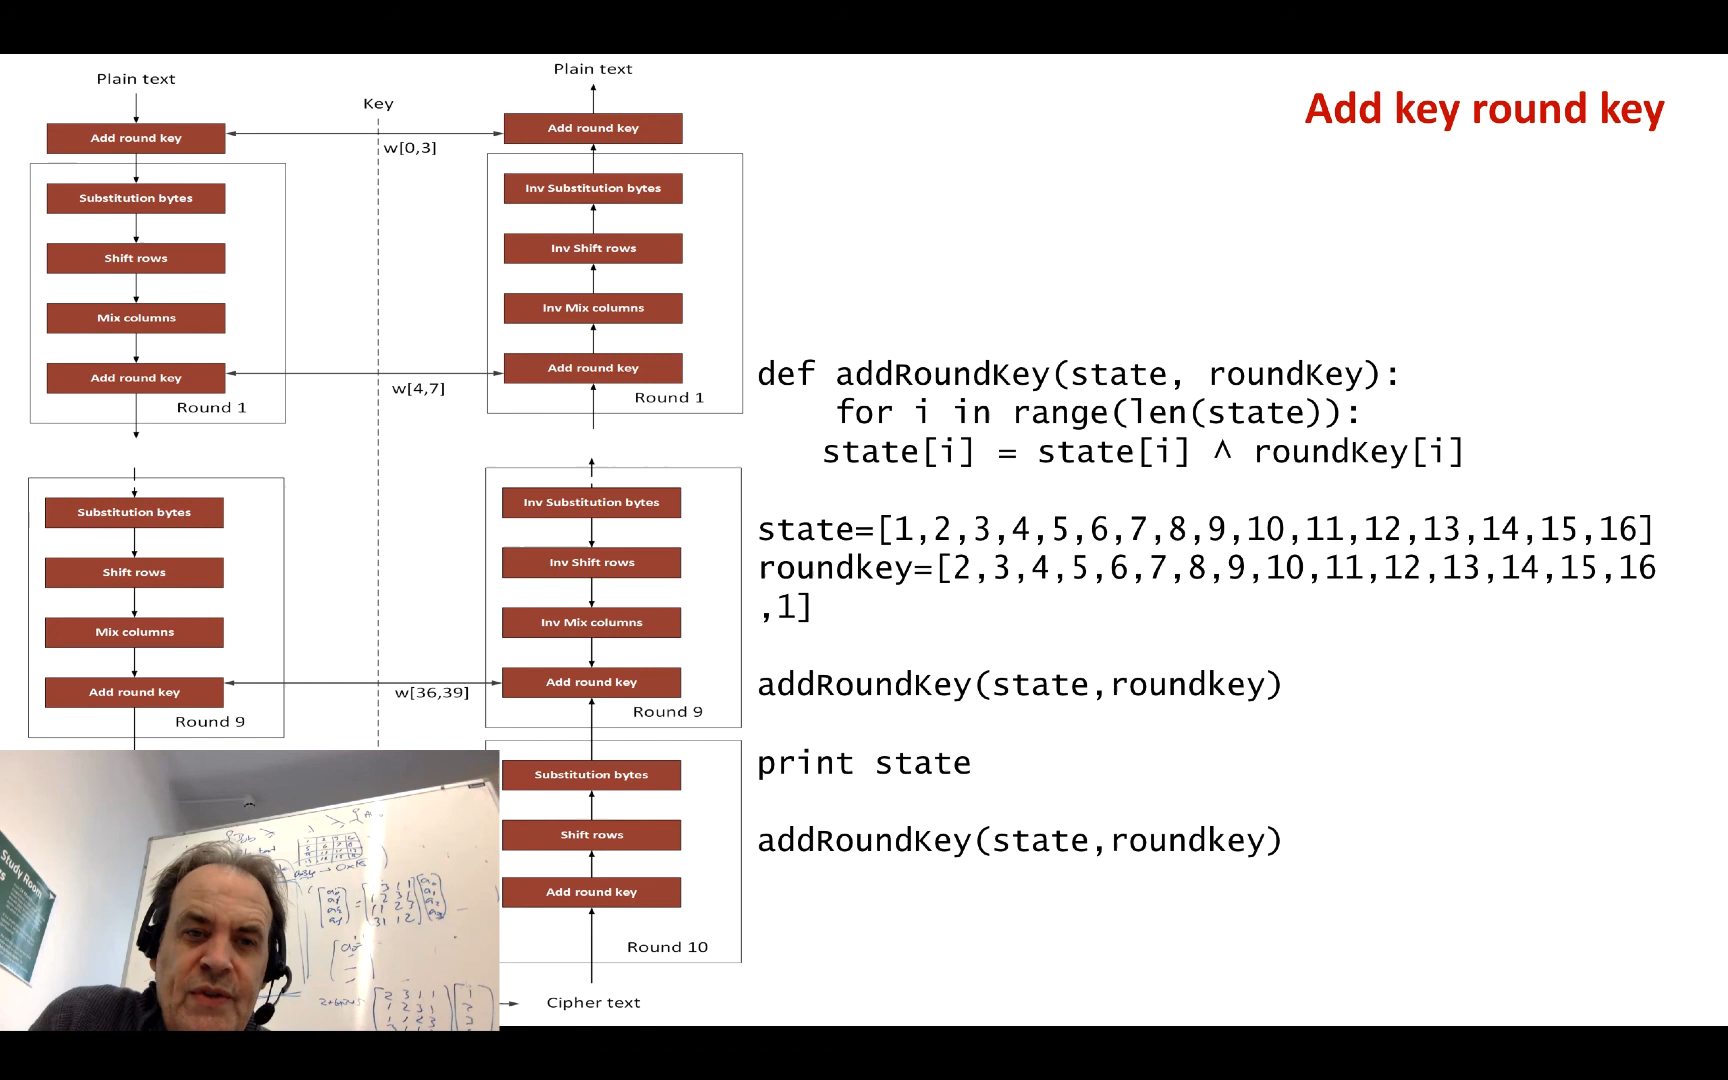 Add key round key
Plain text
Add round key
Substitution bytes
Shift rows
Mix columns
Add round key
Round 1
Substitution bytes
Shift rows
Mix columns
Add round key
Round 9
Key
w[0,3]
w[4,7]
w[36,39]
Plain text
Add round key
Inv Substitution bytes
Inv Shift rows
Inv Mix columns
Add round key
Round 1
Inv Substitution bytes
Inv Shift rows
Inv Mix columns
Add round key
Round 9
Substitution bytes
Shift rows
Add round key
Round 10
Cipher text
def addRoundKey(state, roundKey):
for i in range(len(state)):
state[i] = state[i] ^ roundKey[i]
state=[1,2,3,4,5,6,7,8,9,10,11,12,13,14,15,16]
roundkey=[2,3,4,5,6,7,8,9,10,11,12,13,14,15,16
,1]
addRoundKey(state,roundkey)
print state
addRoundKey(state,roundkey)
Study Room